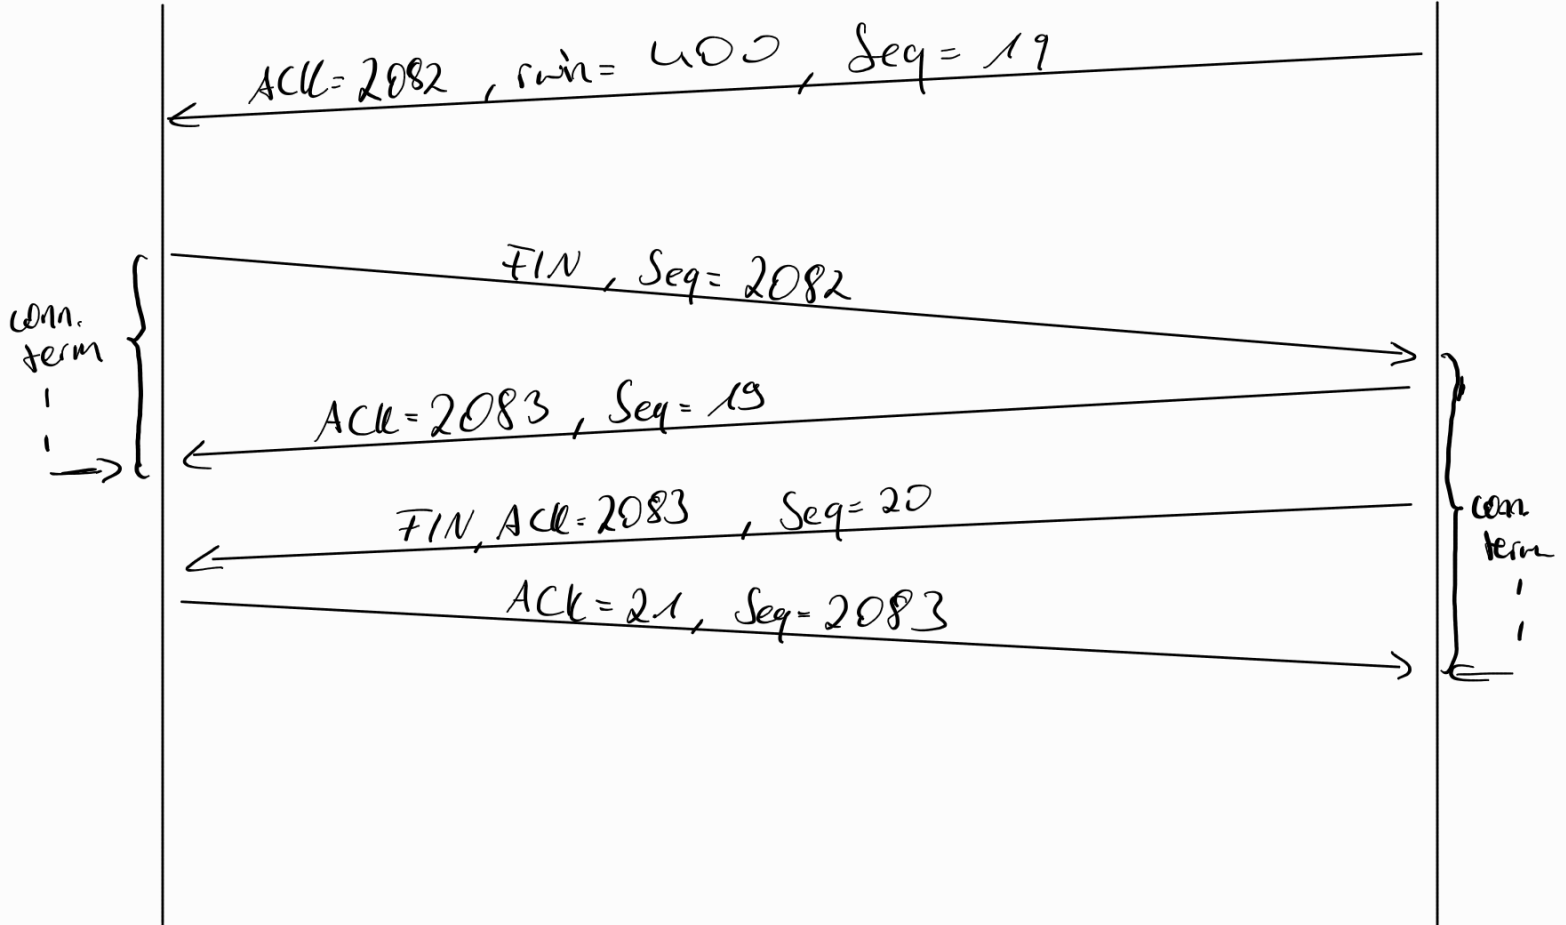 ACK=2082, rwin=400, Seq=19
FIN, Seq=2082
conn.
term
ACK=2083, Seq=19
FIN, ACK=2083, Seq=20
conn
term
ACK=21, Seq=2083